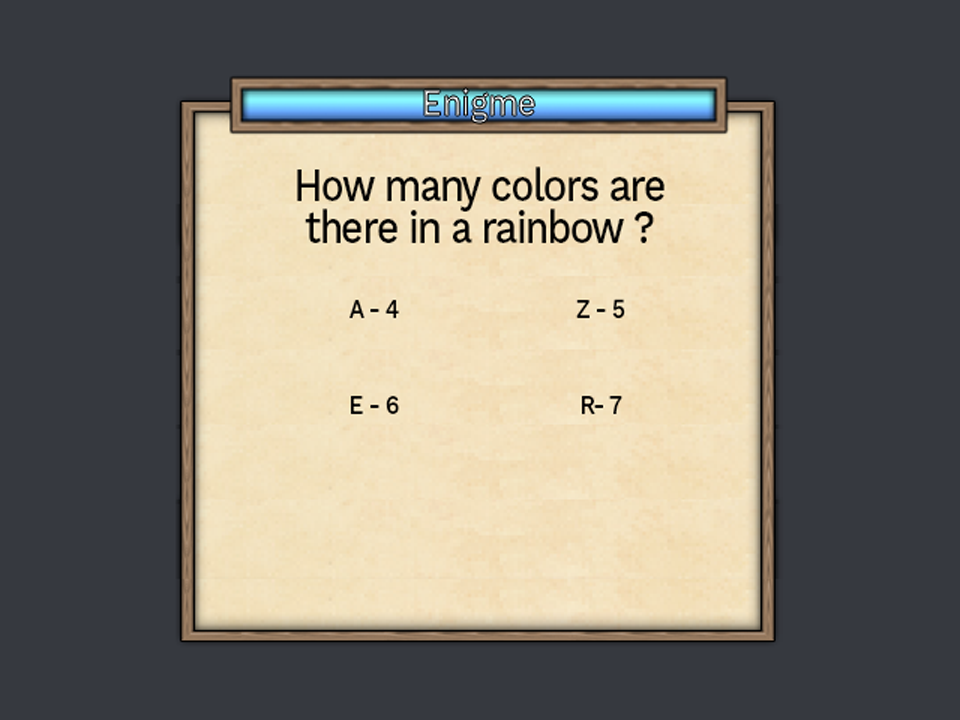 Enigme
How many colors are
there in a rainbow ?
A - 4
Z - 5
E - 6
R- 7